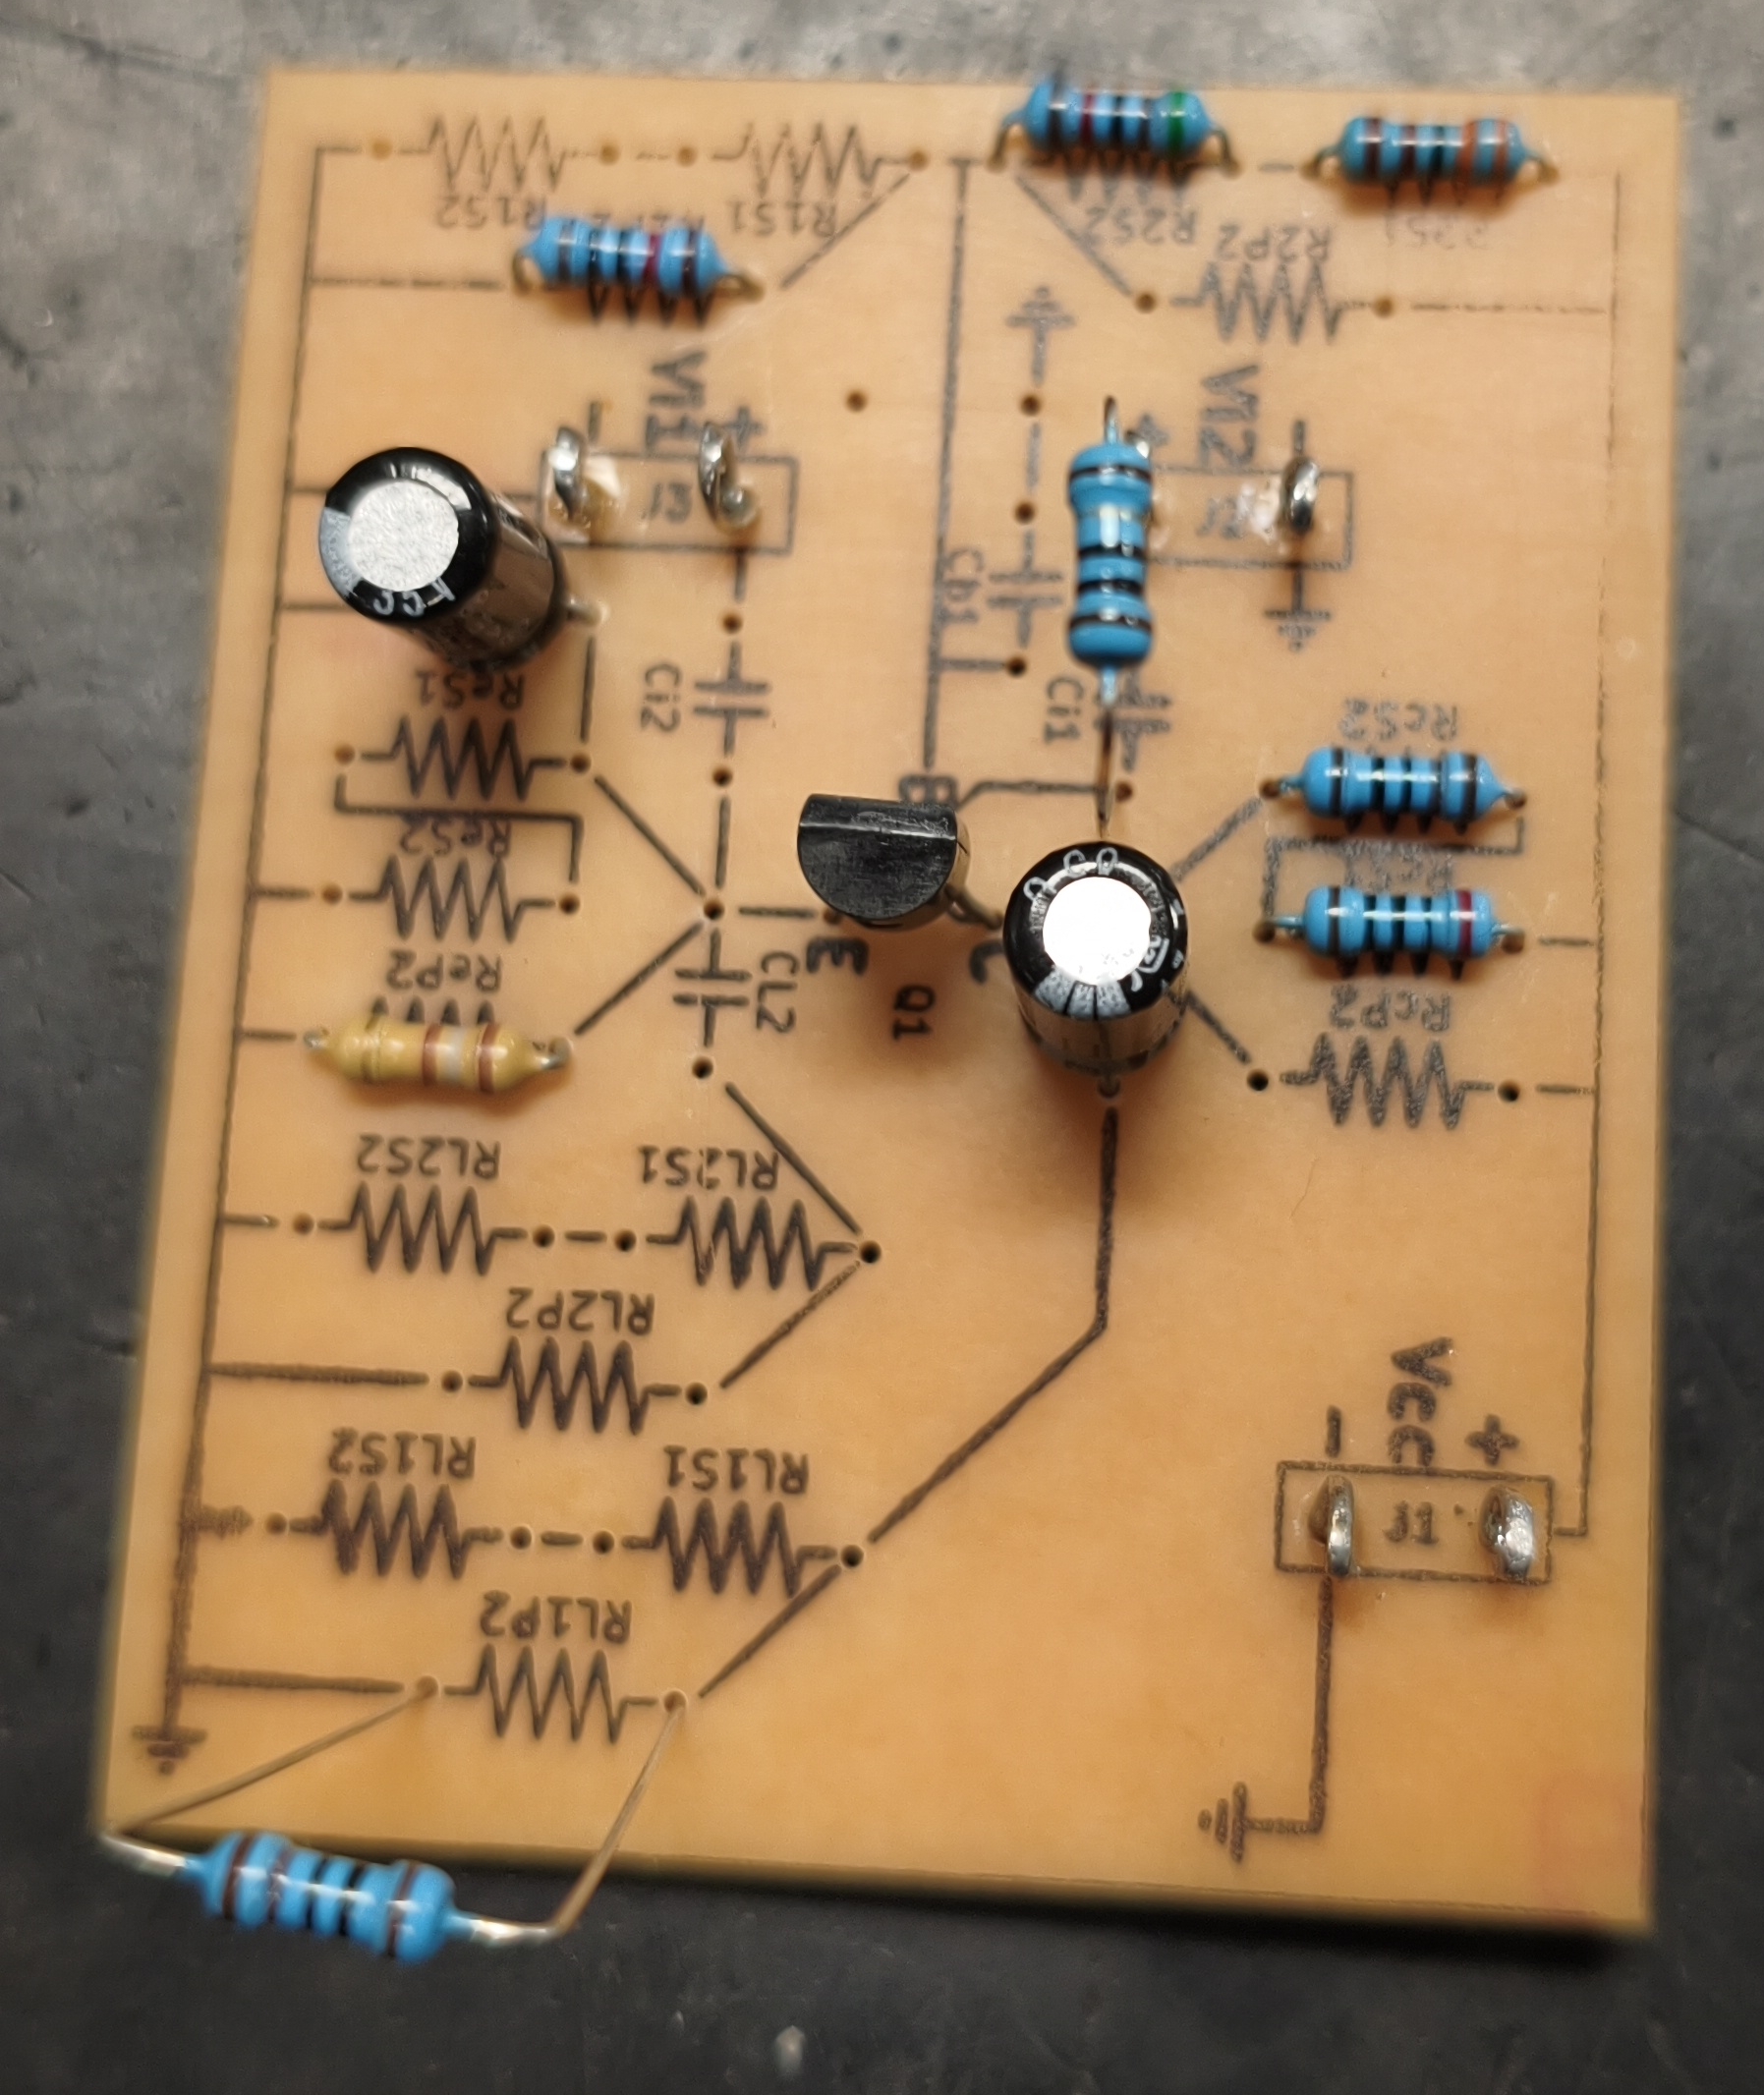 R1S2
R1S1
R2S2
R2P2
Vi1
+
-
J3
Vi2
+
-
J2
Cb1
Ci2
Ci1
ReS1
ReS2
ReP2
B
E
C
Q1
CL2
RcS2
RcP2
RL2S2
RL2S1
RL2P2
RL1S2
RL1S1
RL1P2
Vcc
-
+
J1